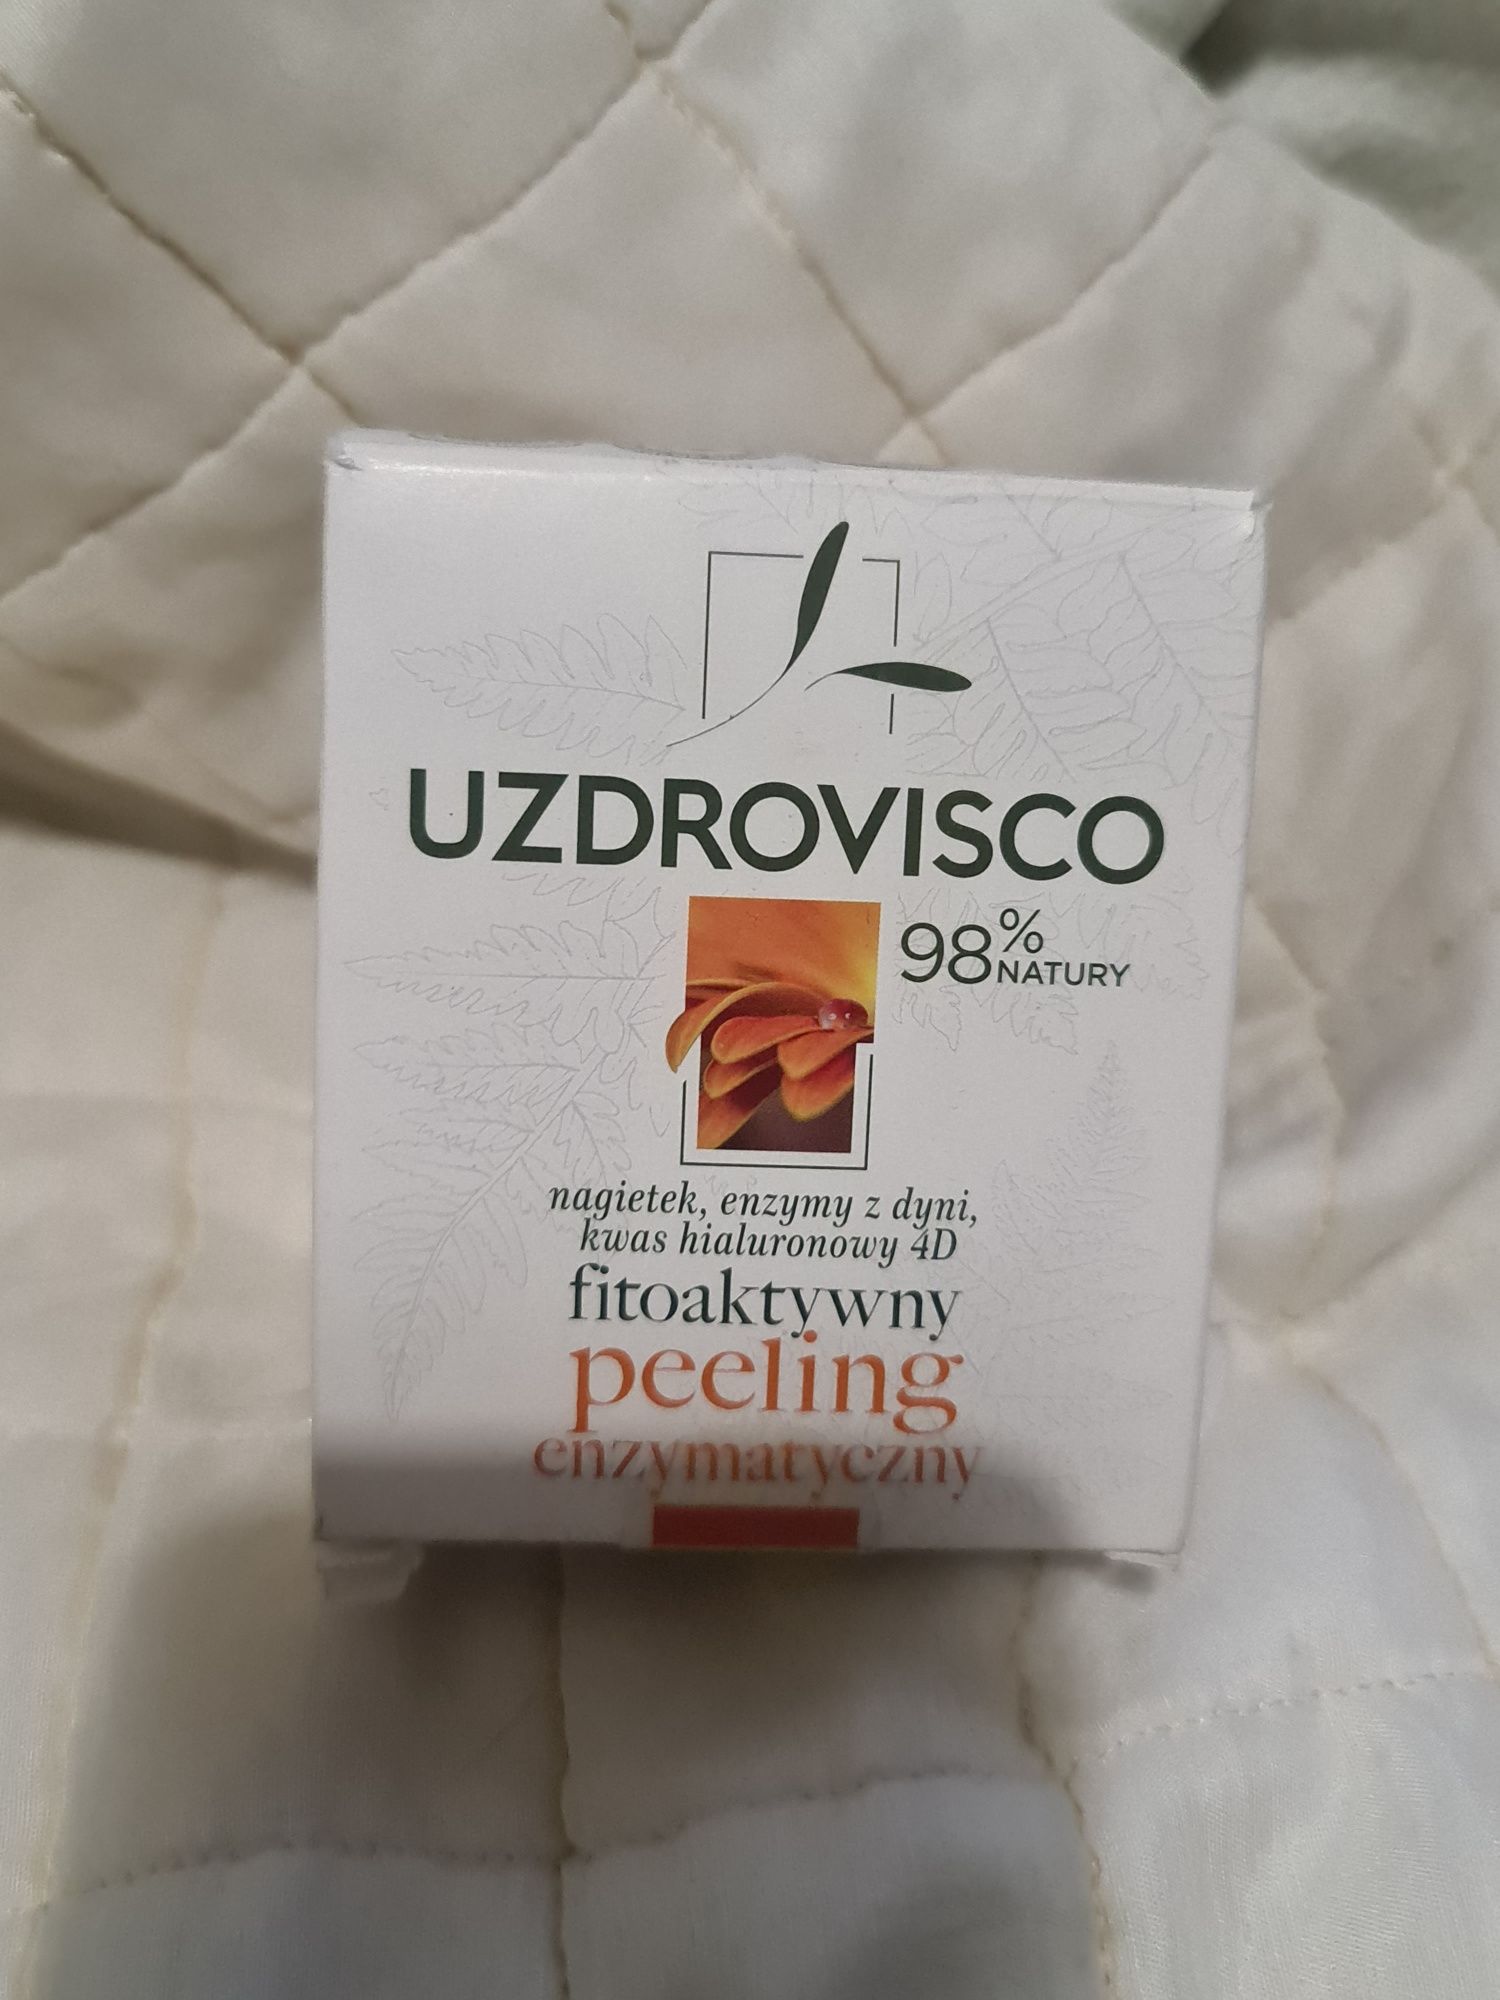 UZDROVISCO
98% NATURY
nagietek, enzymy z dyni,
kwas hialuronowy 4D
fitoaktywny
peeling
enzymatyczny